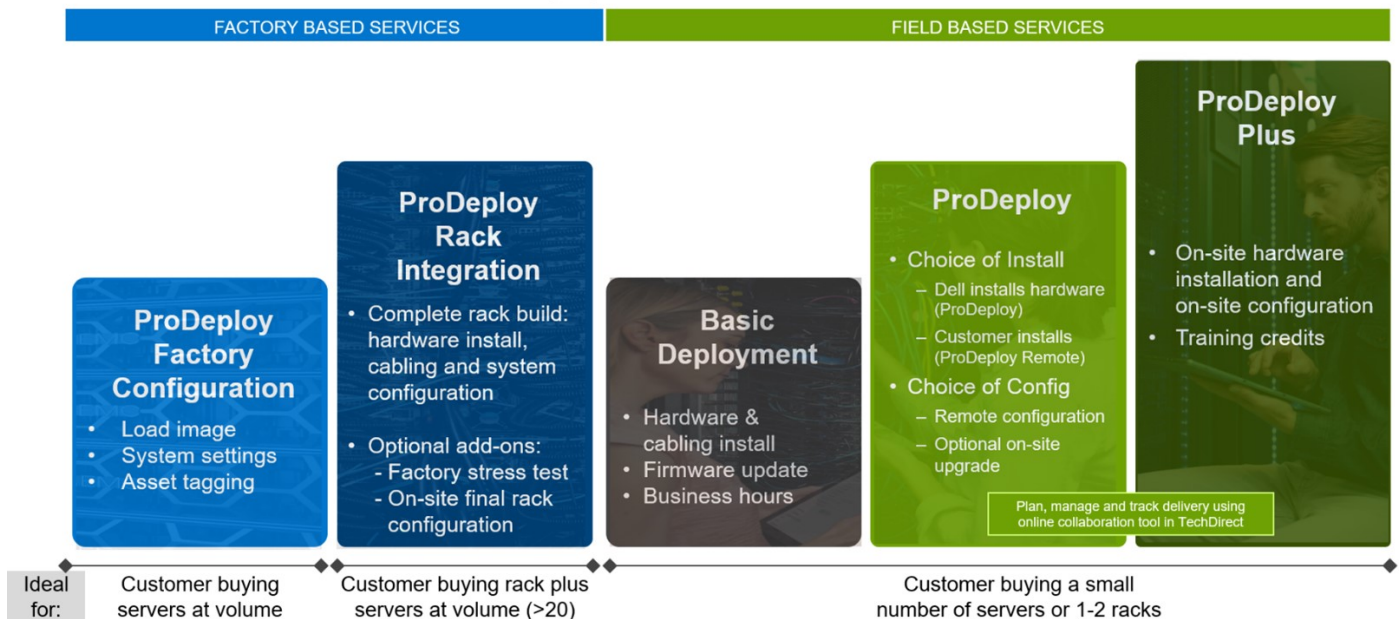 FACTORY BASED SERVICES
FIELD BASED SERVICES
ProDeploy
Factory
Configuration
• Load image
• System settings
• Asset tagging
ProDeploy
Rack
Integration
• Complete rack build:
hardware install,
cabling and system
configuration
• Optional add-ons:
- Factory stress test
- On-site final rack
configuration
Basic
Deployment
• Hardware &
cabling install
• Firmware update
• Business hours
ProDeploy
• Choice of Install
– Dell installs hardware
(ProDeploy)
– Customer installs
(ProDeploy Remote)
• Choice of Config
– Remote configuration
– Optional on-site
upgrade
ProDeploy
Plus
• On-site hardware
installation and
on-site configuration
• Training credits
Plan, manage and track delivery using
online collaboration tool in TechDirect
Ideal
for:
Customer buying
servers at volume
Customer buying rack plus
servers at volume (>20)
Customer buying a small
number of servers or 1-2 racks